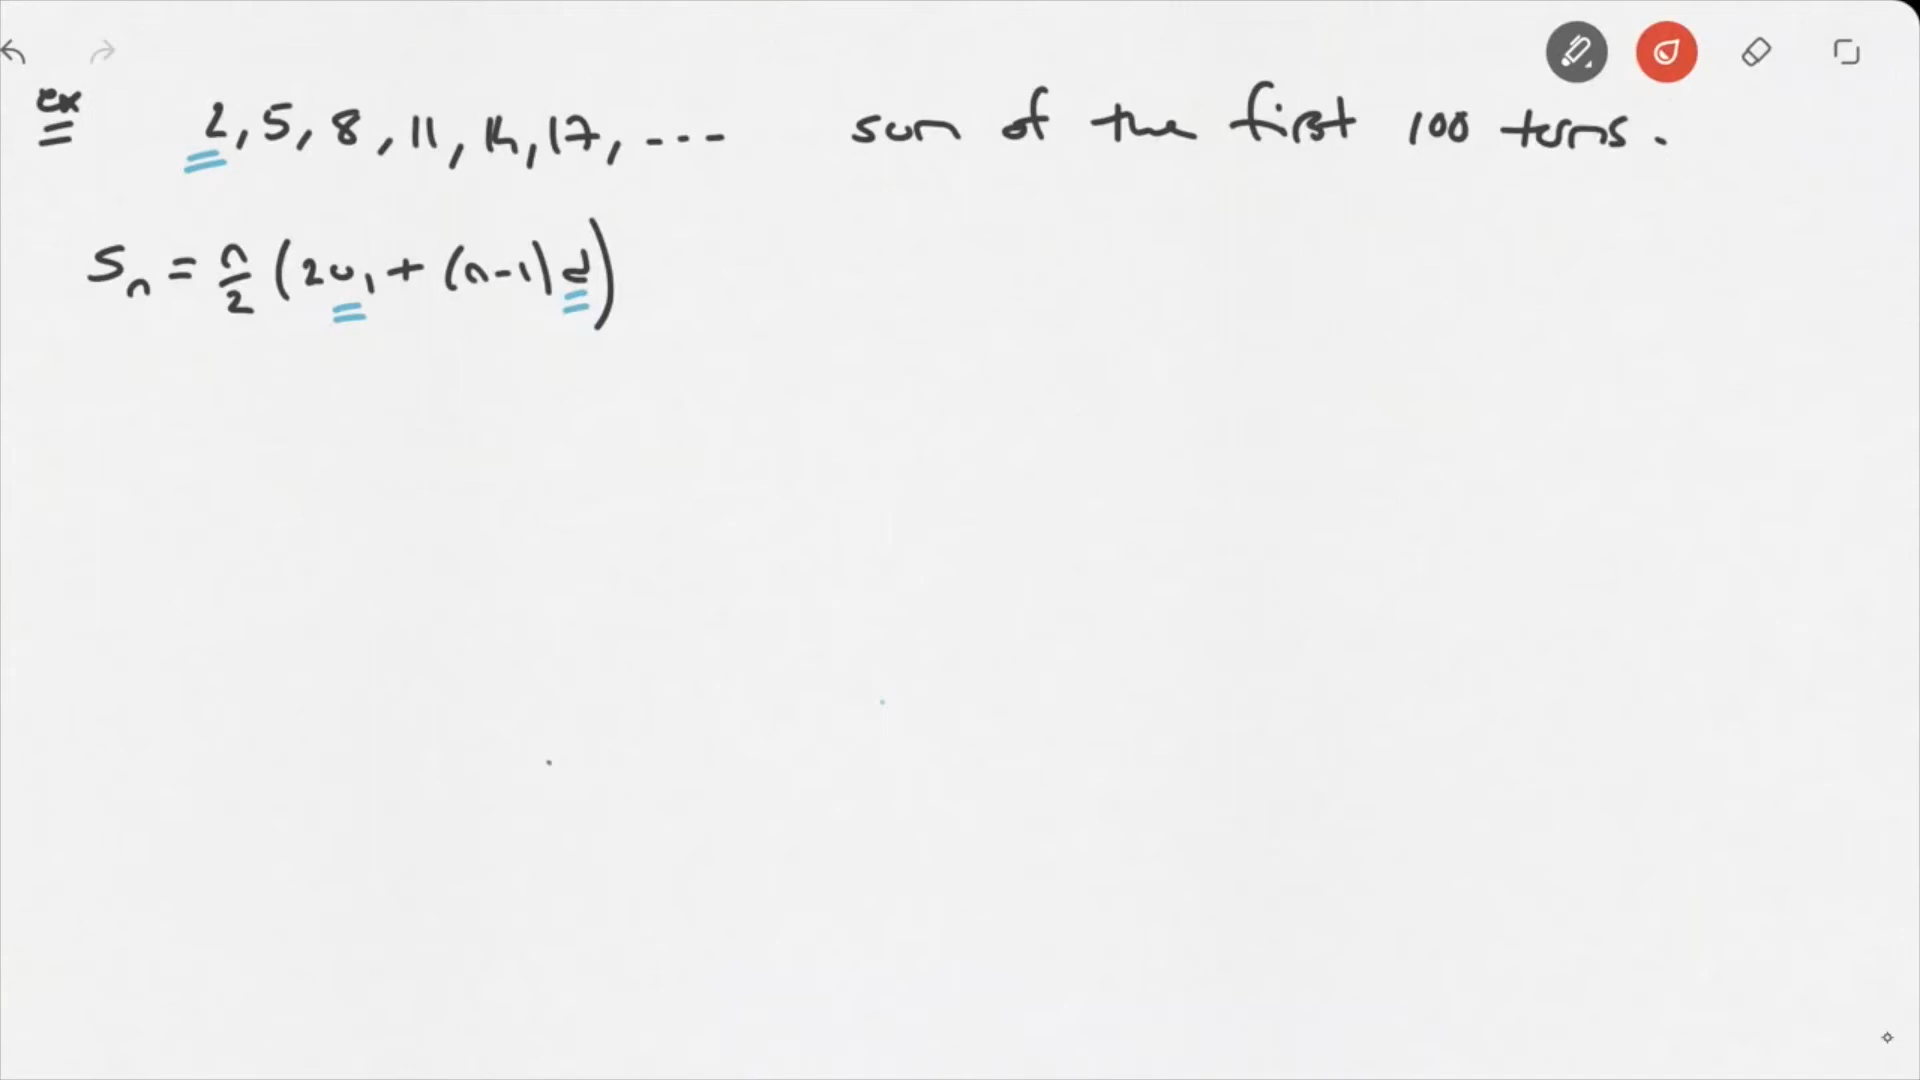 ex 2, 5, 8, 11, 14, 17, --- sum of the first 100 terms.
Sn = n/2 (2u₁ + (n-1)d)